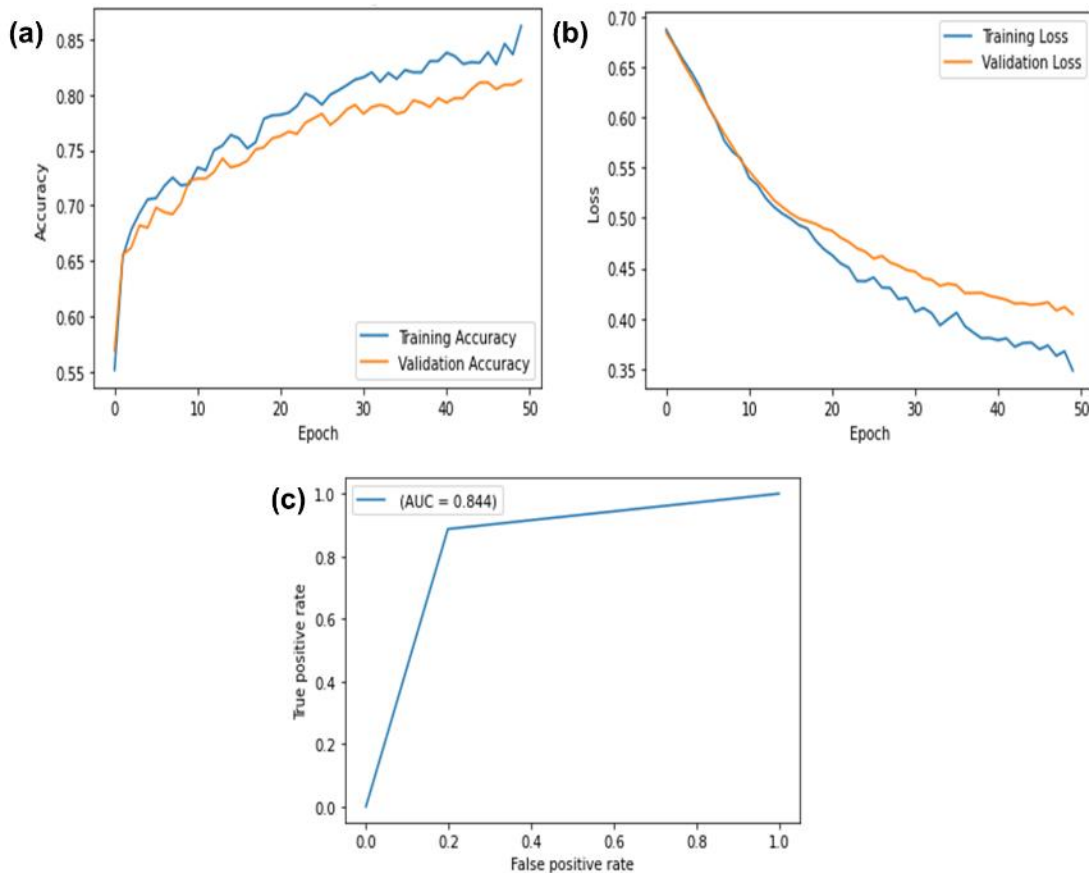 (a)
0.85
0.80
0.75
0.70
0.65
0.60
0.55
Accuracy
Training Accuracy
Validation Accuracy
0 10 20 30 40 50
Epoch
(b)
0.70
0.65
0.60
0.55
0.50
0.45
0.40
0.35
Loss
Training Loss
Validation Loss
0 10 20 30 40 50
Epoch
(c)
(AUC = 0.844)
1.0
0.8
0.6
0.4
0.2
0.0
True positive rate
0.0 0.2 0.4 0.6 0.8 1.0
False positive rate